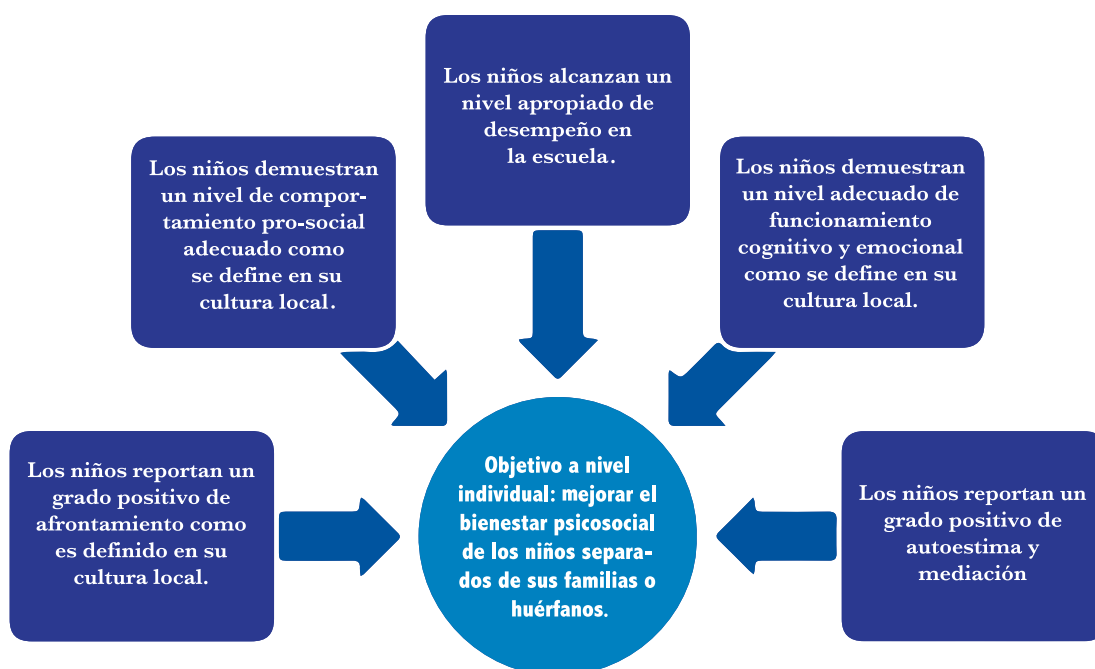 Los niños alcanzan un
nivel apropiado de
desempeño en
la escuela.
Los niños demuestran
un nivel de compor-
tamiento pro-social
adecuado como
se define en su
cultura local.
Los niños demuestran
un nivel adecuado de
funcionamiento
cognitivo y emocional
como se define en su
cultura local.
Los niños reportan un
grado positivo de
afrontamiento como
es definido en su
cultura local.
Objetivo a nivel
individual: mejorar el
bienestar psicosocial
de los niños separa-
dos de sus familias o
huérfanos.
Los niños reportan un
grado positivo de
autoestima y
mediación